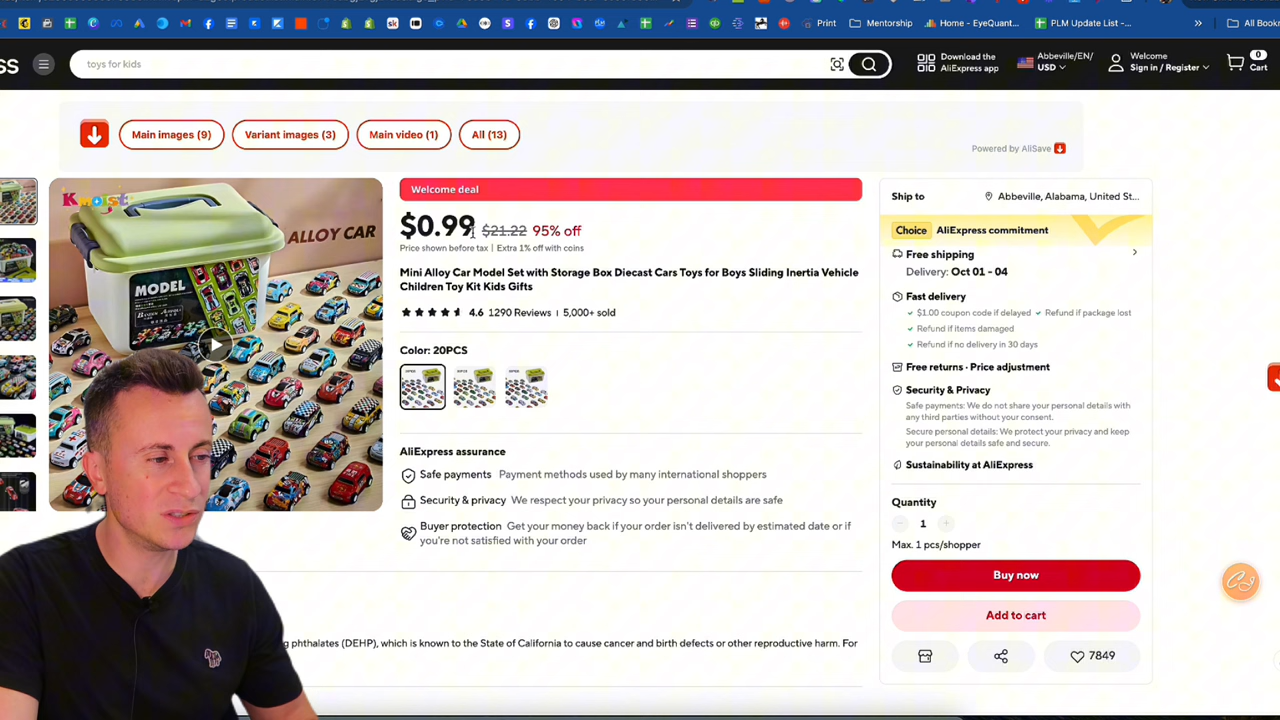 Print
Mentorship
Home - EyeQuant...
PLM Update List -...
»
All Bookm
ss
toys for kids
Download the
AliExpress app
Abbeville/EN/
USD
Welcome
Sign in / Register
0
Cart
Main images (9)
Variant images (3)
Main video (1)
All (13)
Powered by AliSave
ALLOY CAR
MODEL
Welcome deal
$0.99 $21.22 95% off
Price shown before tax | Extra 1% off with coins
Mini Alloy Car Model Set with Storage Box Diecast Cars Toys for Boys Sliding Inertia Vehicle
Children Toy Kit Kids Gifts
4.6 1290 Reviews | 5,000+ sold
Color: 20PCS
AliExpress assurance
Safe payments Payment methods used by many international shoppers
Security & privacy We respect your privacy so your personal details are safe
Buyer protection Get your money back if your order isn't delivered by estimated date or if
you're not satisfied with your order
phthalates (DEHP), which is known to the State of California to cause cancer and birth defects or other reproductive harm. For
Ship to
Abbeville, Alabama, United St...
Choice AliExpress commitment
Free shipping
Delivery: Oct 01 - 04
Fast delivery
$1.00 coupon code if delayed
Refund if package lost
Refund if items damaged
Refund if no delivery in 30 days
Free returns · Price adjustment
Security & Privacy
Safe payments: We do not share your personal details with
any third parties without your consent.
Secure personal details: We protect your privacy and keep
your personal details safe and secure.
Sustainability at AliExpress
Quantity
1
Max. 1 pcs/shopper
Buy now
Add to cart
7849